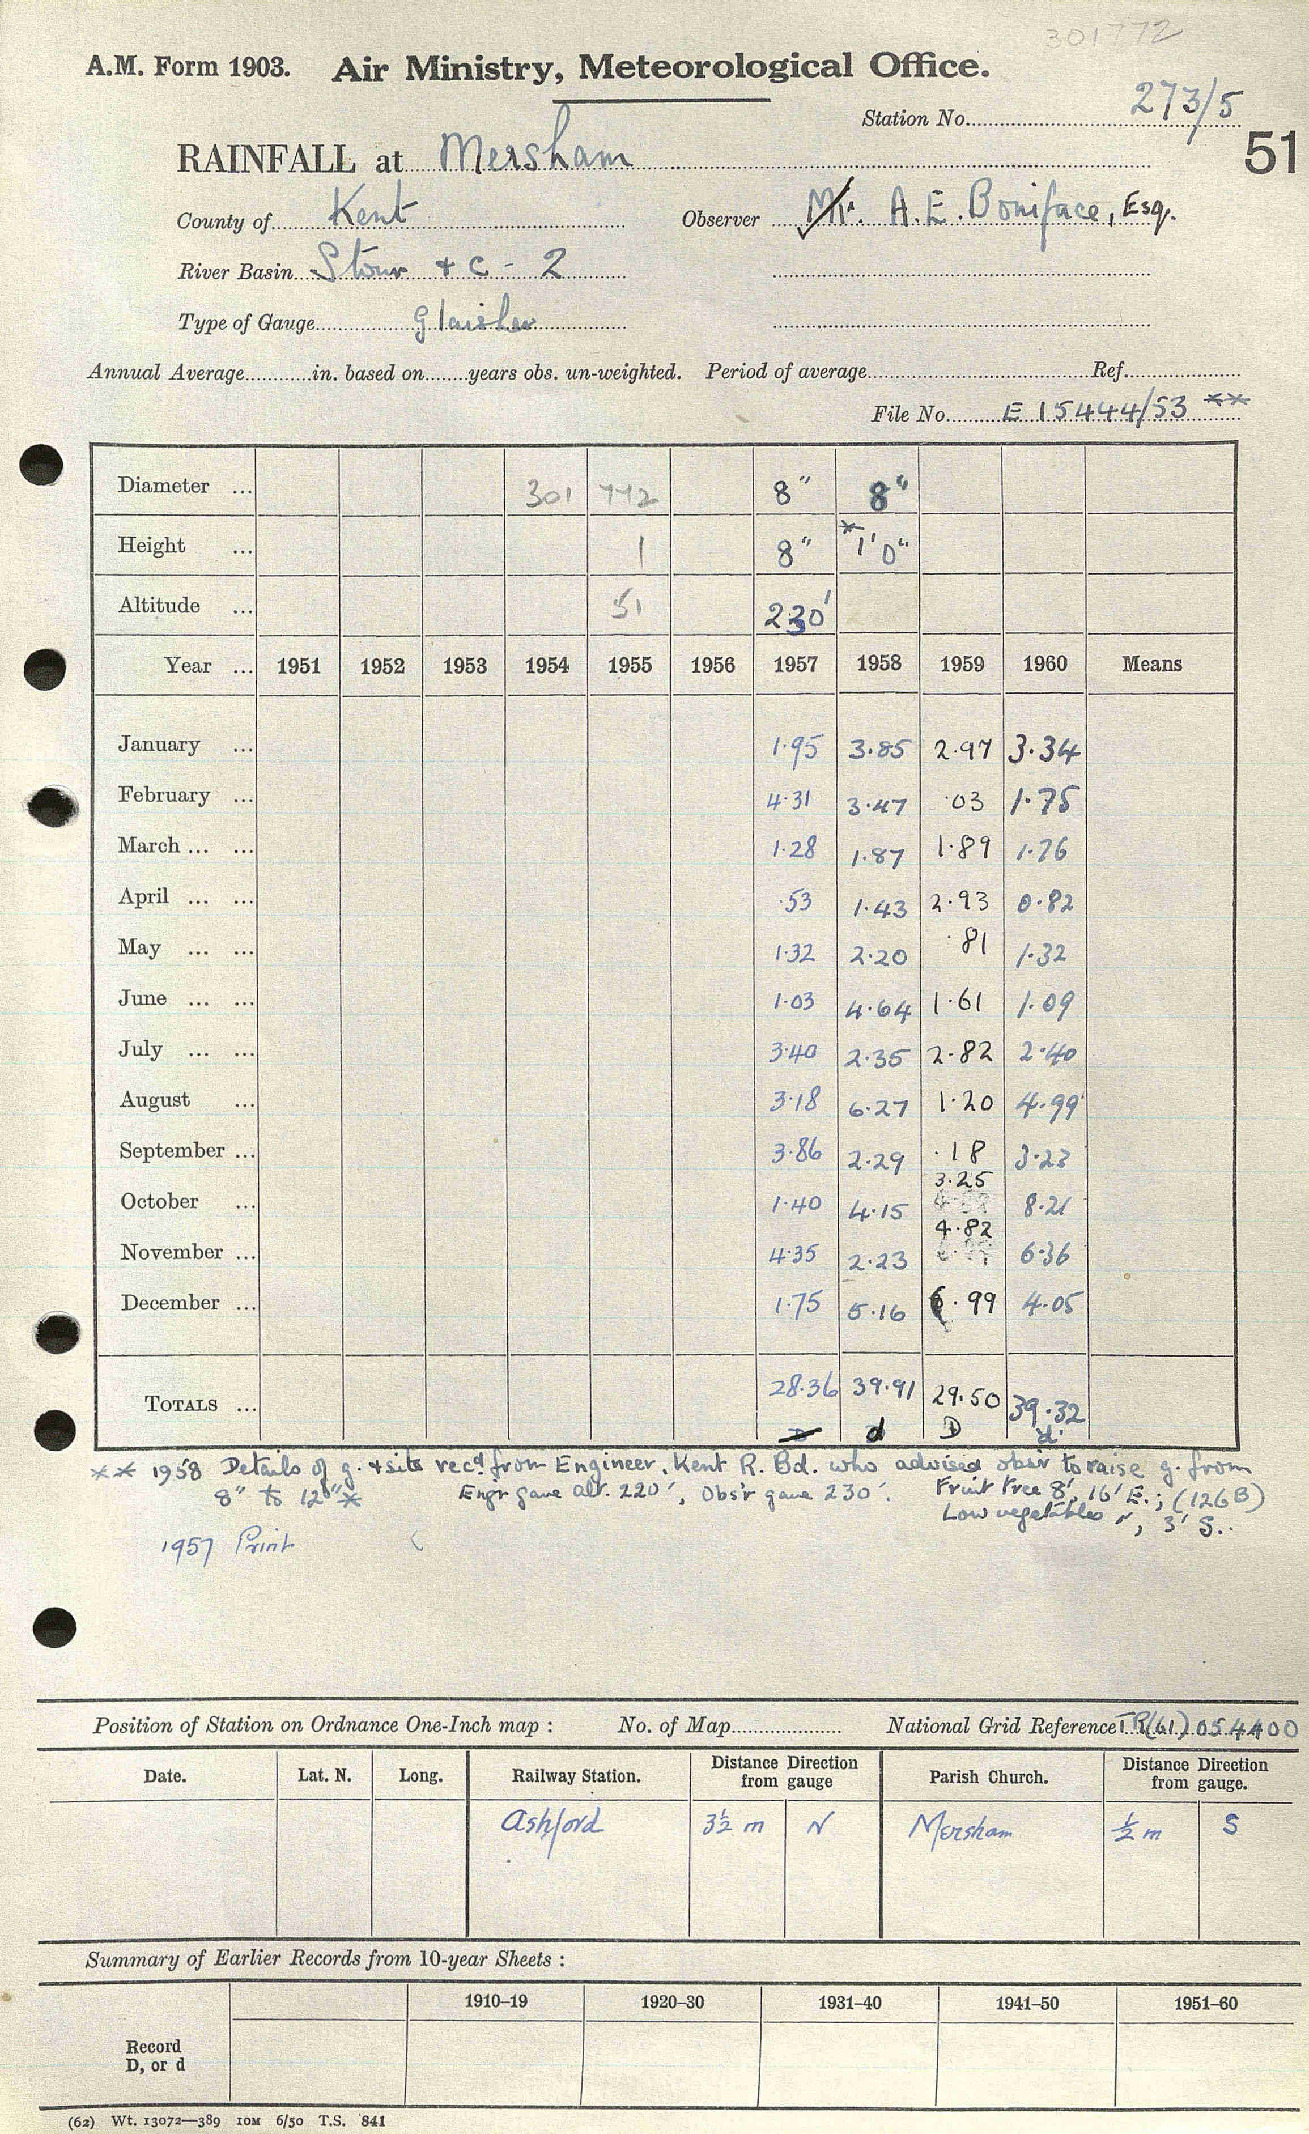 301772
A.M. Form 1903. Air Ministry, Meteorological Office.
Station No. 273/5
51
RAINFALL at Mersham
County of Kent Observer Mr. A.E. Boniface, Esq.
River Basin Stour & C - 2
Type of Gauge Glaisher
Annual Average in. based on years obs. un-weighted. Period of average Ref.
File No. E 15444/53 **
Diameter ... 301 772 8" 8"
Height ... 1 8" * 1' 0"
Altitude ... 51 230'
Year ... 1951 1952 1953 1954 1955 1956 1957 1958 1959 1960 Means
January ... 1.95 3.85 2.97 3.34
February ... 4.31 3.47 .03 1.75
March ... ... 1.28 1.87 1.89 1.76
April ... ... .53 1.43 2.93 0.82
May ... ... 1.32 2.20 .81 1.32
June ... ... 1.03 4.64 1.61 1.09
July ... ... 3.40 2.35 2.82 2.40
August ... 3.18 6.27 1.20 4.99
September ... 3.86 2.29 .18 3.23
October ... 1.40 4.15 3.25 8.21
November ... 4.35 2.23 4.82 6.36
December ... 1.75 5.16 6.99 4.05
TOTALS ... 28.36 39.91 29.50 39.32
d D d
** 1958 Details of g. & site recd from Engineer, Kent R. Bd. who advised obsr to raise g. from
8" to 12" * Engr gave alt. 220', Obsr gave 230'. Fruit tree 8', 16' E.; (126B)
Low vegetables, 3' S.
1957 Print
Position of Station on Ordnance One-Inch map : No. of Map National Grid Reference TR(61) 054400
Date. Lat. N. Long. Railway Station. Distance Direction from gauge Parish Church. Distance Direction from gauge.
Ashford 3½ m N Mersham ½ m S
Summary of Earlier Records from 10-year Sheets :
1910–19 1920–30 1931–40 1941–50 1951–60
Record
D, or d
(62) Wt. 13072—389 10M 6/50 T.S. 841